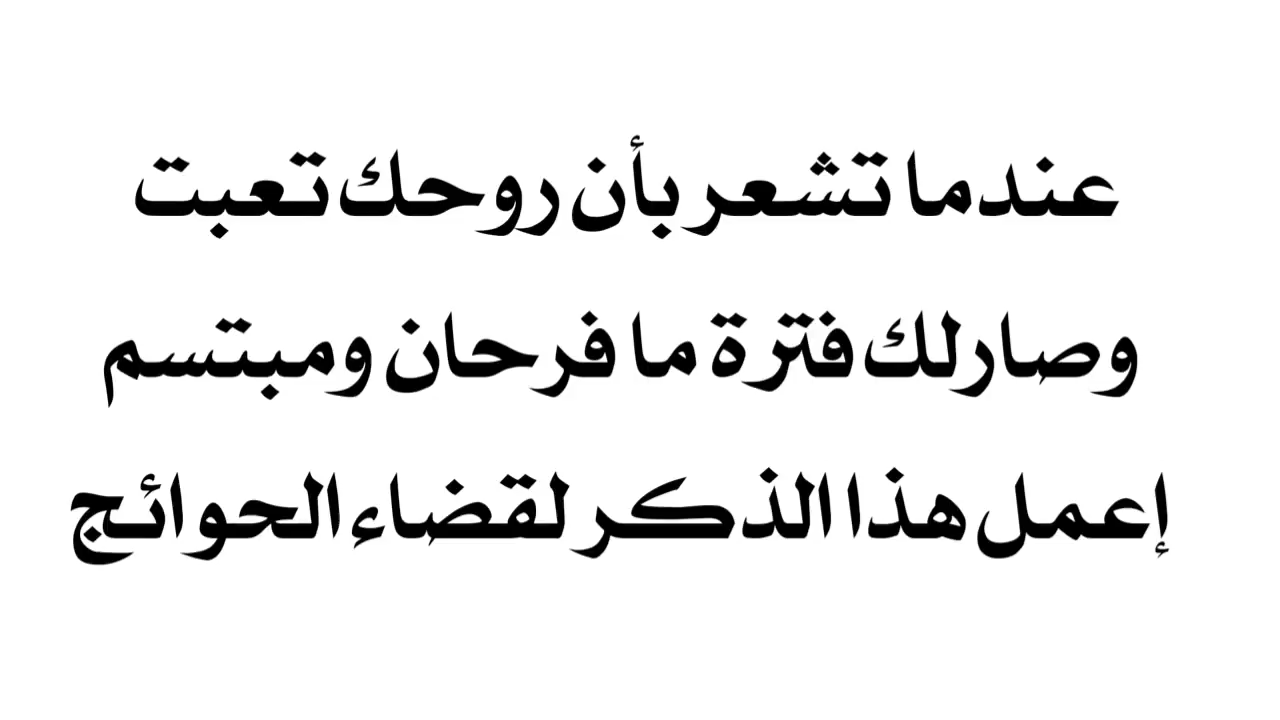 عندما تشعر بأن روحك تعبت
وصارلك فترة ما فرحان ومبتسم
إعمل هذا الذكر لقضاء الحوائج